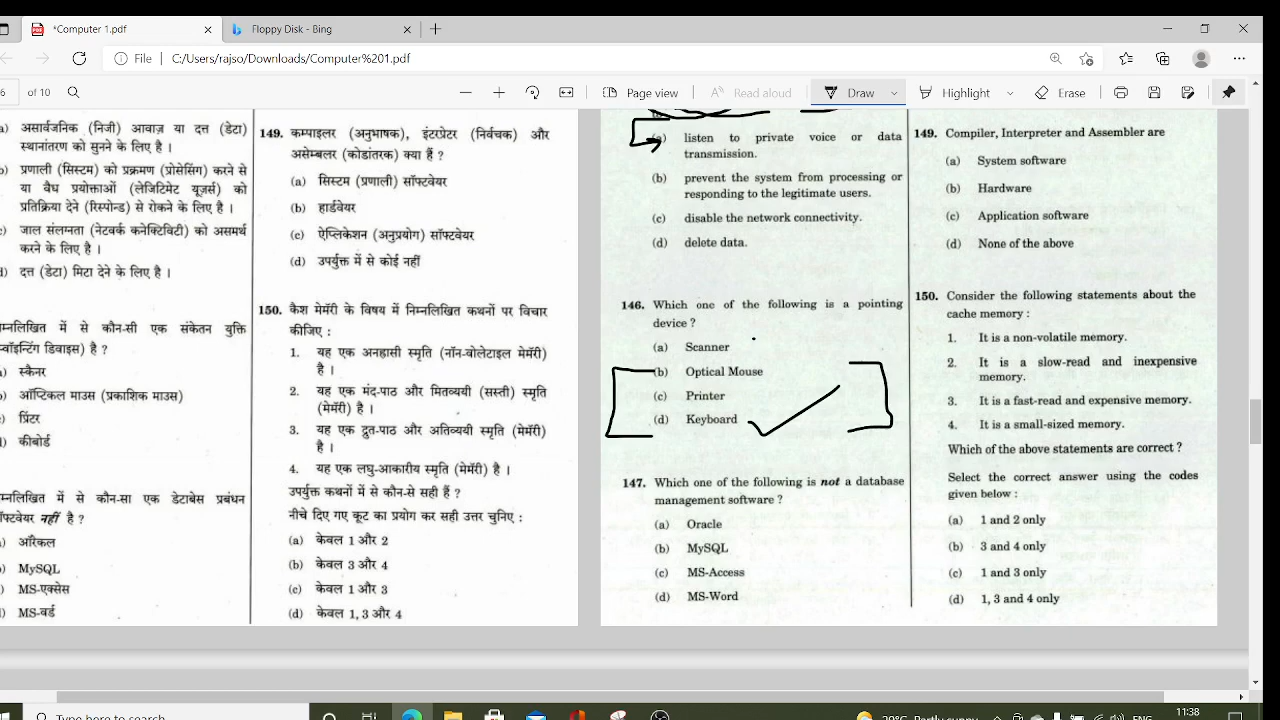 *Computer 1.pdf
Floppy Disk - Bing
File
C:/Users/rajso/Downloads/Computer%201.pdf
6 of 10
Page view
Read aloud
Draw
Highlight
Erase
a) असार्वजनिक (निजी) आवाज़ या दत्त (डेटा)
स्थानांतरण को सुनने के लिए है ।
प्रणाली (सिस्टम) को प्रक्रमण (प्रोसेसिंग) करने से
या वैध प्रयोक्ताओं (लेजिटिमेट यूज़र्स) को
प्रतिक्रिया देने (रिस्पोन्ड) से रोकने के लिए है ।
जाल संलग्नता (नेटवर्क कनेक्टिविटी) को असमर्थ
करने के लिए है ।
दत्त (डेटा) मिटा देने के लिए है ।
म्नलिखित में से कौन-सी एक संकेतन युक्ति
वॉइन्टिंग डिवाइस) है ?
स्कैनर
ऑप्टिकल माउस (प्रकाशिक माउस)
प्रिंटर
कीबोर्ड
म्नलिखित में से कौन-सा एक डेटाबेस प्रबंधन
ॉफ्टवेयर नहीं है ?
ऑरैकल
MySQL
MS-एक्सेस
MS-वर्ड
149. कम्पाइलर (अनुभाषक), इंटरप्रेटर (निर्वचक) और
असेम्बलर (कोडांतरक) क्या हैं ?
(a) सिस्टम (प्रणाली) सॉफ्टवेयर
(b) हार्डवेयर
(c) ऐप्लिकेशन (अनुप्रयोग) सॉफ्टवेयर
(d) उपर्युक्त में से कोई नहीं
150. कैश मेमॅरी के विषय में निम्नलिखित कथनों पर विचार
कीजिए :
1. यह एक अनह्रासी स्मृति (नॉन-वोलेटाइल मेमॅरी)
है ।
2. यह एक मंद-पाठ और मितव्ययी (सस्ती) स्मृति
(मेमॅरी) है ।
3. यह एक द्रुत-पाठ और अतिव्ययी स्मृति (मेमॅरी)
है ।
4. यह एक लघु-आकारीय स्मृति (मेमॅरी) है ।
उपर्युक्त कथनों में से कौन-से सही हैं ?
नीचे दिए गए कूट का प्रयोग कर सही उत्तर चुनिए :
(a) केवल 1 और 2
(b) केवल 3 और 4
(c) केवल 1 और 3
(d) केवल 1, 3 और 4
(a) listen to private voice or data
transmission.
(b) prevent the system from processing or
responding to the legitimate users.
(c) disable the network connectivity.
(d) delete data.
146. Which one of the following is a pointing
device ?
(a) Scanner
(b) Optical Mouse
(c) Printer
(d) Keyboard
147. Which one of the following is not a database
management software ?
(a) Oracle
(b) MySQL
(c) MS-Access
(d) MS-Word
149. Compiler, Interpreter and Assembler are
(a) System software
(b) Hardware
(c) Application software
(d) None of the above
150. Consider the following statements about the
cache memory :
1. It is a non-volatile memory.
2. It is a slow-read and inexpensive
memory.
3. It is a fast-read and expensive memory.
4. It is a small-sized memory.
Which of the above statements are correct ?
Select the correct answer using the codes
given below :
(a) 1 and 2 only
(b) 3 and 4 only
(c) 1 and 3 only
(d) 1, 3 and 4 only
Type here to search
Partly sunny
ENG
11:38